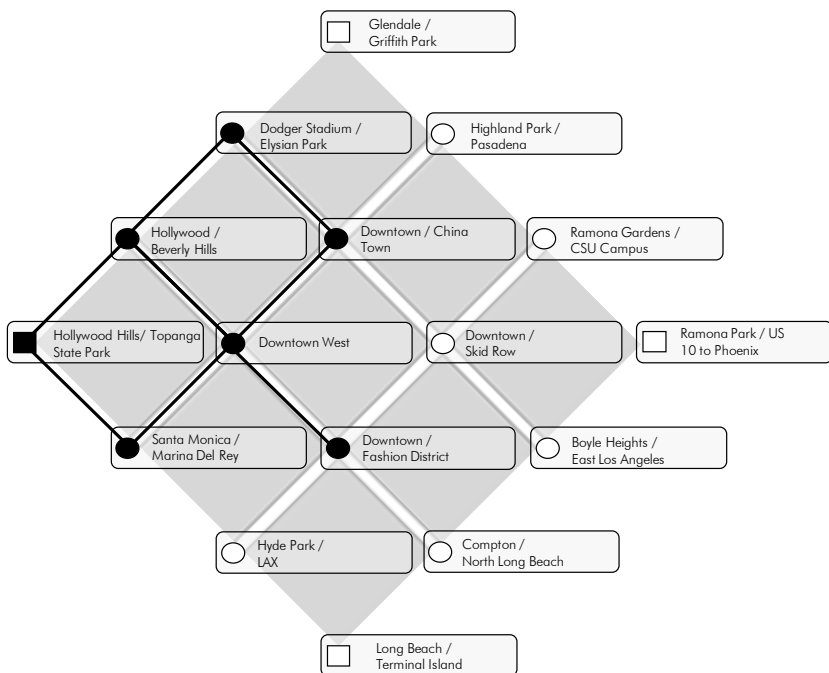 Glendale /
Griffith Park
Dodger Stadium /
Elysian Park
Highland Park /
Pasadena
Hollywood /
Beverly Hills
Downtown / China
Town
Ramona Gardens /
CSU Campus
Hollywood Hills/ Topanga
State Park
Downtown West
Downtown /
Skid Row
Ramona Park / US
10 to Phoenix
Santa Monica /
Marina Del Rey
Downtown /
Fashion District
Boyle Heights /
East Los Angeles
Hyde Park /
LAX
Compton /
North Long Beach
Long Beach /
Terminal Island